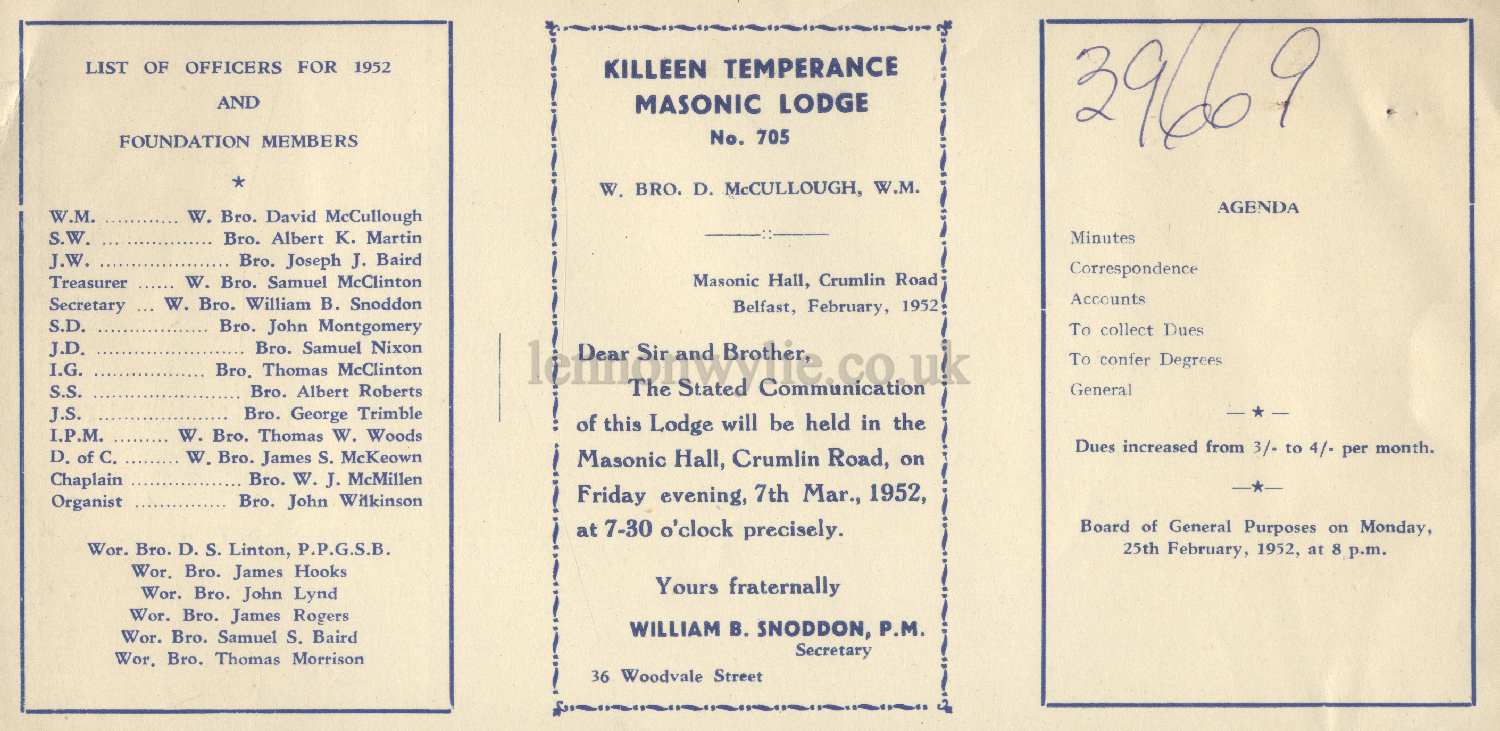 LIST OF OFFICERS FOR 1952
AND
FOUNDATION MEMBERS
W.M. ............ W. Bro. David McCullough
S.W. ... .............. Bro. Albert K. Martin
J.W. ..................... Bro. Joseph J. Baird
Treasurer ...... W. Bro. Samuel McClinton
Secretary ... W. Bro. William B. Snoddon
S.D. .................. Bro. John Montgomery
J.D. ........................ Bro. Samuel Nixon
I.G. .................. Bro. Thomas McClinton
S.S. ........................ Bro. Albert Roberts
J.S. ..................... Bro. George Trimble
I.P.M. ......... W. Bro. Thomas W. Woods
D. of C. ......... W. Bro. James S. McKeown
Chaplain .................. Bro. W. J. McMillen
Organist ............... Bro. John Wilkinson
Wor. Bro. D. S. Linton, P.P.G.S.B.
Wor. Bro. James Hooks
Wor. Bro. John Lynd
Wor. Bro. James Rogers
Wor. Bro. Samuel S. Baird
Wor. Bro. Thomas Morrison
KILLEEN TEMPERANCE
MASONIC LODGE
No. 705
W. BRO. D. McCULLOUGH, W.M.
Masonic Hall, Crumlin Road
Belfast, February, 1952
lennonwylie.co.uk
Dear Sir and Brother,
The Stated Communication
of this Lodge will be held in the
Masonic Hall, Crumlin Road, on
Friday evening, 7th Mar., 1952,
at 7-30 o'clock precisely.
Yours fraternally
WILLIAM B. SNODDON, P.M.
Secretary
36 Woodvale Street
39669
AGENDA
Minutes
Correspondence
Accounts
To collect Dues
To confer Degrees
General
Dues increased from 3/- to 4/- per month.
Board of General Purposes on Monday,
25th February, 1952, at 8 p.m.